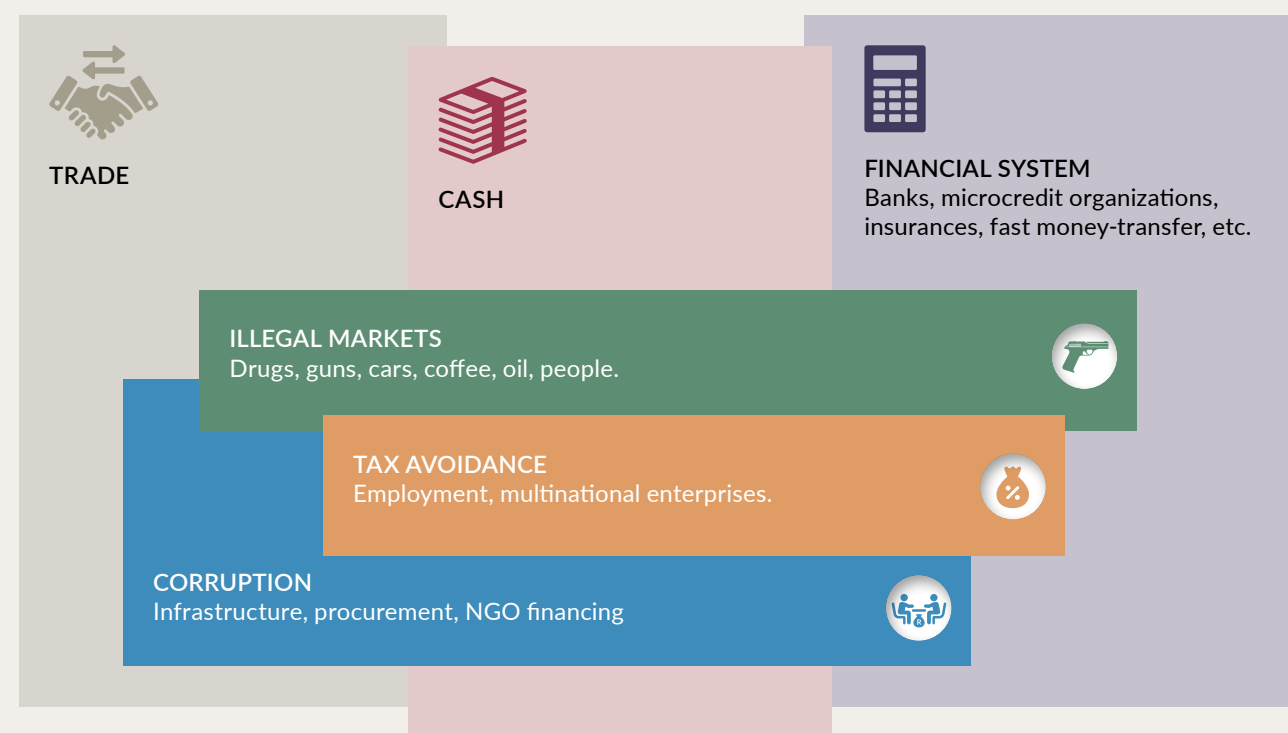 TRADE
CASH
FINANCIAL SYSTEM
Banks, microcredit organizations,
insurances, fast money-transfer, etc.
ILLEGAL MARKETS
Drugs, guns, cars, coffee, oil, people.
TAX AVOIDANCE
Employment, multinational enterprises.
%
CORRUPTION
Infrastructure, procurement, NGO financing
R